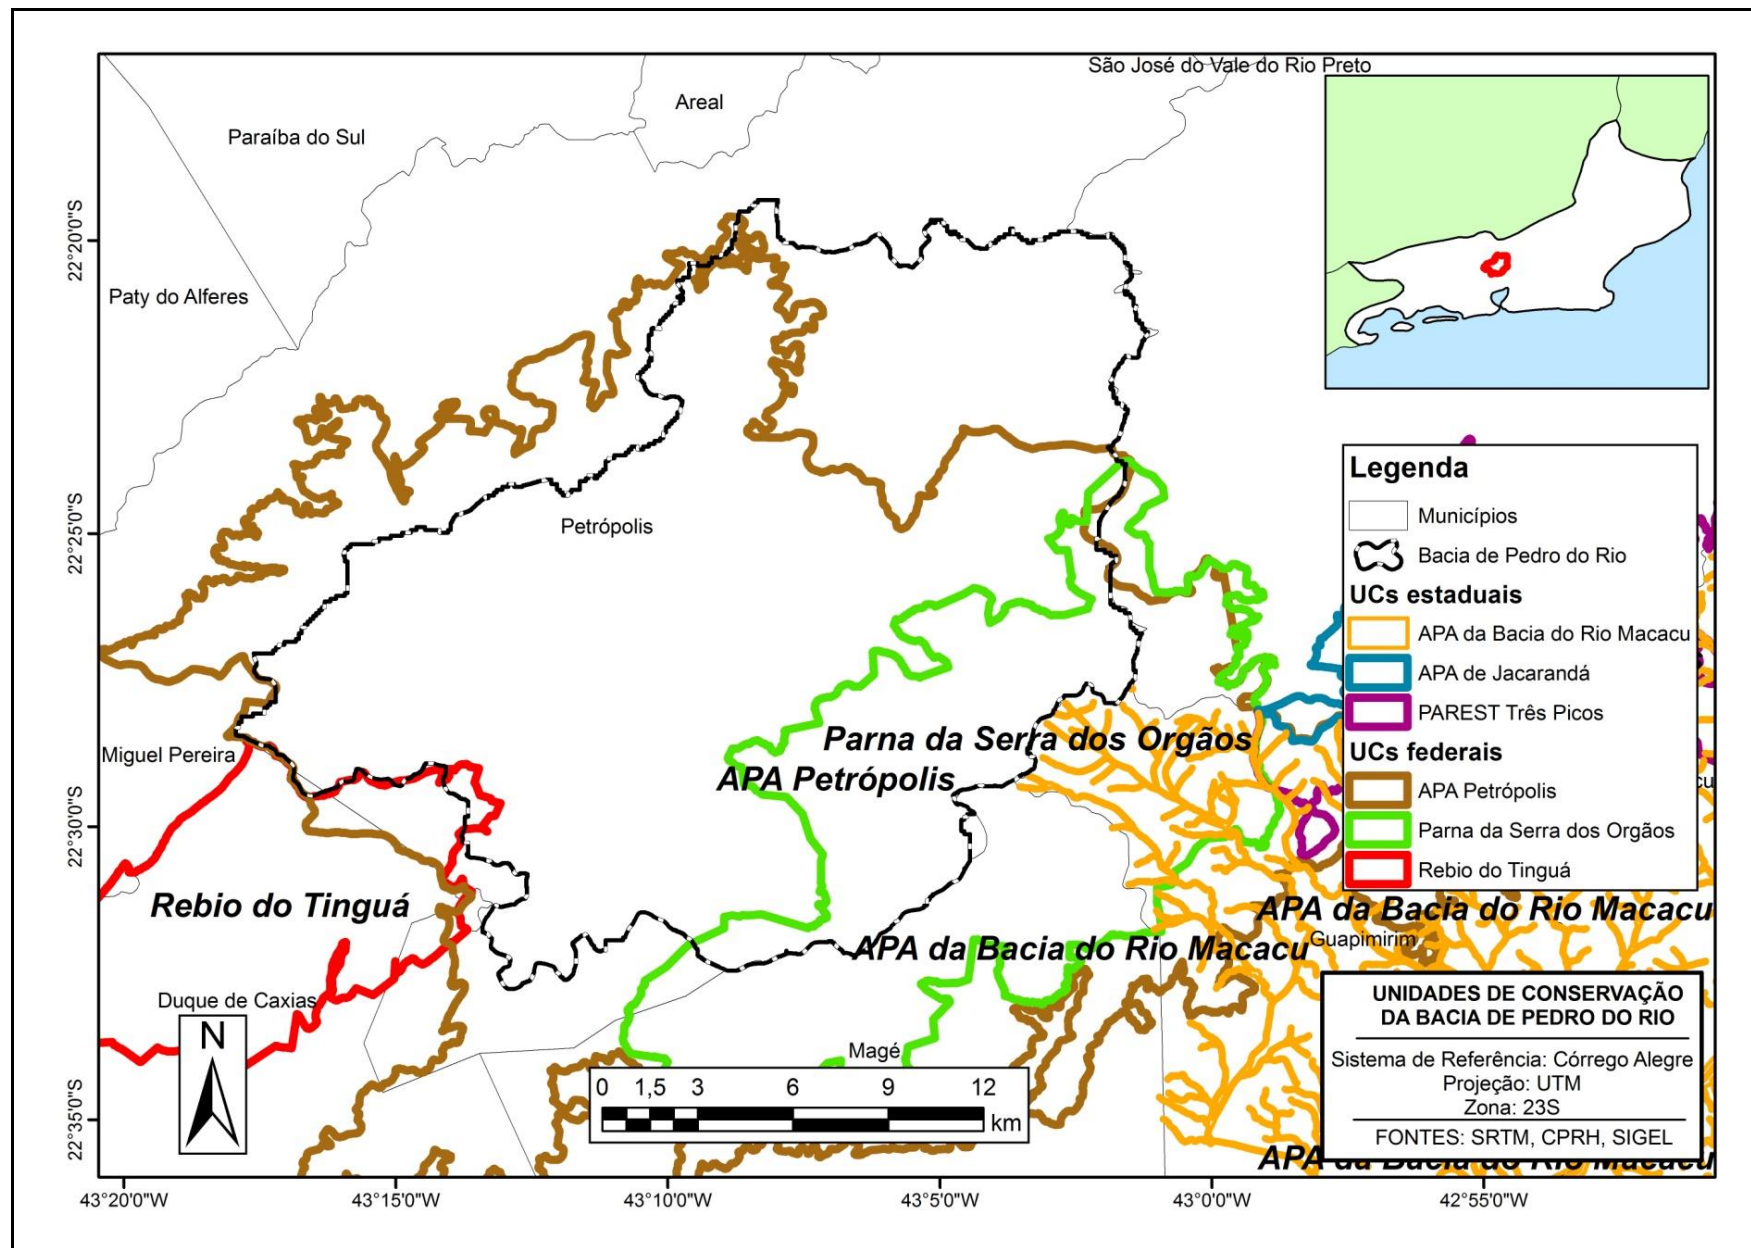 São José do Vale do Rio Preto
Areal
Paraíba do Sul
22°20'0"S
Paty do Alferes
Legenda
Municípios
Petrópolis
22°25'0"S
Bacia de Pedro do Rio
UCs estaduais
APA da Bacia do Rio Macacu
APA de Jacarandá
PAREST Três Picos
UCs federais
APA Petrópolis
Parna da Serra dos Orgãos
Rebio do Tinguá
Parna da Serra dos Orgãos
Miguel Pereira
APA Petrópolis
cu
22°30'0"S
Rebio do Tinguá
APA da Bacia do Rio Macacu
APA da Bacia do Rio Macacu
Guapimirim
Duque de Caxias
N
Magé
UNIDADES DE CONSERVAÇÃO
DA BACIA DE PEDRO DO RIO
Sistema de Referência: Córrego Alegre
Projeção: UTM
Zona: 23S
FONTES: SRTM, CPRH, SIGEL
0 1,5 3 6 9 12
km
22°35'0"S
APA da Bacia do Rio Macacu
43°20'0"W 43°15'0"W 43°10'0"W 43°5'0"W 43°0'0"W 42°55'0"W